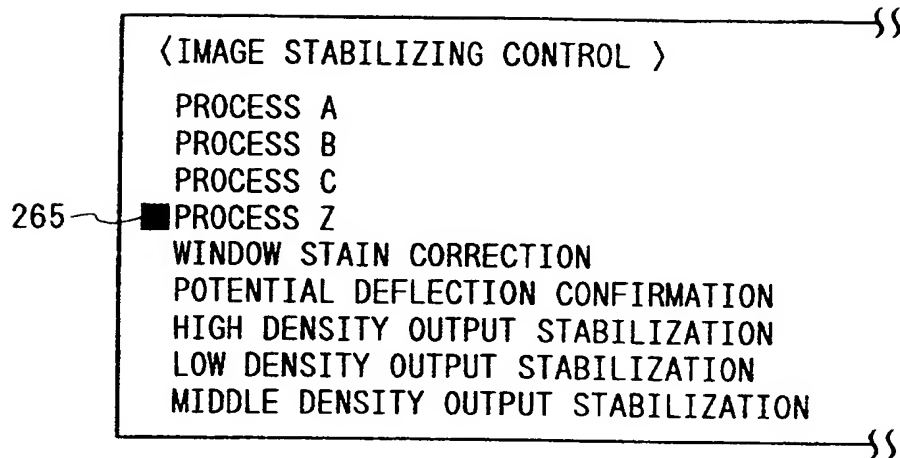 〈IMAGE STABILIZING CONTROL 〉
PROCESS A
PROCESS B
PROCESS C
265 PROCESS Z
WINDOW STAIN CORRECTION
POTENTIAL DEFLECTION CONFIRMATION
HIGH DENSITY OUTPUT STABILIZATION
LOW DENSITY OUTPUT STABILIZATION
MIDDLE DENSITY OUTPUT STABILIZATION